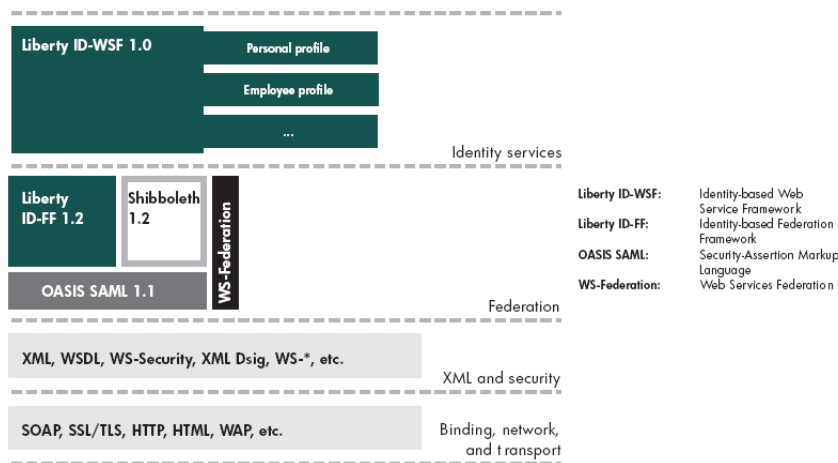 Liberty ID-WSF 1.0
Personal profile
Employee profile
...
Identity services
Liberty
ID-FF 1.2
Shibboleth
1.2
WS-Federation
OASIS SAML 1.1
Federation
XML, WSDL, WS-Security, XML Dsig, WS-*, etc.
XML and security
SOAP, SSL/TLS, HTTP, HTML, WAP, etc.
Binding, network,
and t ransport
Liberty ID-WSF: Identity-based Web
Service Framework
Liberty ID-FF: Identity-based Federation
Framework
OASIS SAML: Security-Assertion Markup
Language
WS-Federation: Web Services Federation